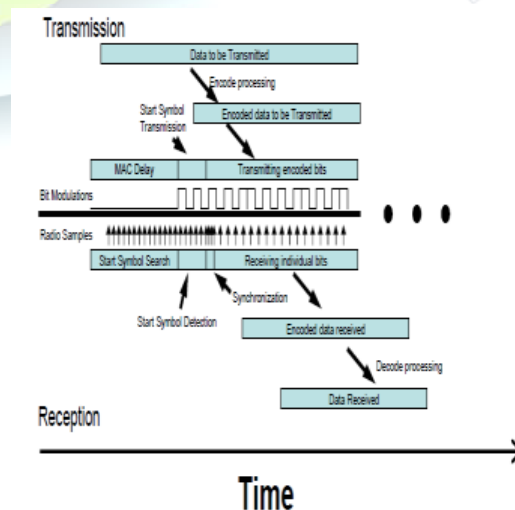 Transmission
Data to be Transmitted
Encode processing
Start Symbol
Transmission
Encoded data to be Transmitted
MAC Delay
Transmitting encoded bits
Bit Modulations
Radio Samples
Start Symbol Search
Receiving individual bits
Synchronization
Start Symbol Detection
Encoded data received
Decode processing
Data Received
Reception
Time